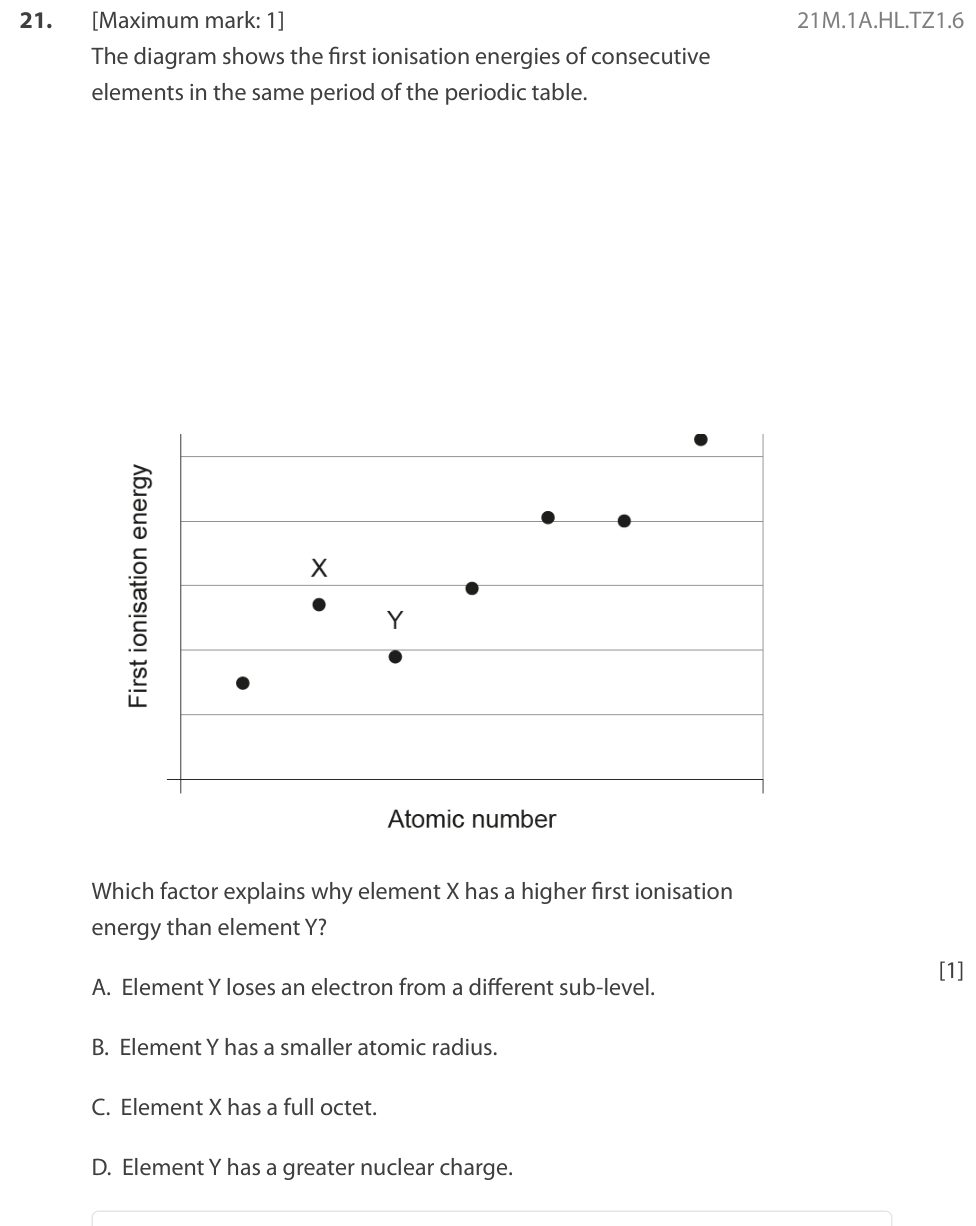 21. [Maximum mark: 1] 21M.1A.HL.TZ1.6
The diagram shows the first ionisation energies of consecutive
elements in the same period of the periodic table.
First ionisation energy
X
Y
Atomic number
Which factor explains why element X has a higher first ionisation
energy than element Y?
[1]
A. Element Y loses an electron from a different sub-level.
B. Element Y has a smaller atomic radius.
C. Element X has a full octet.
D. Element Y has a greater nuclear charge.